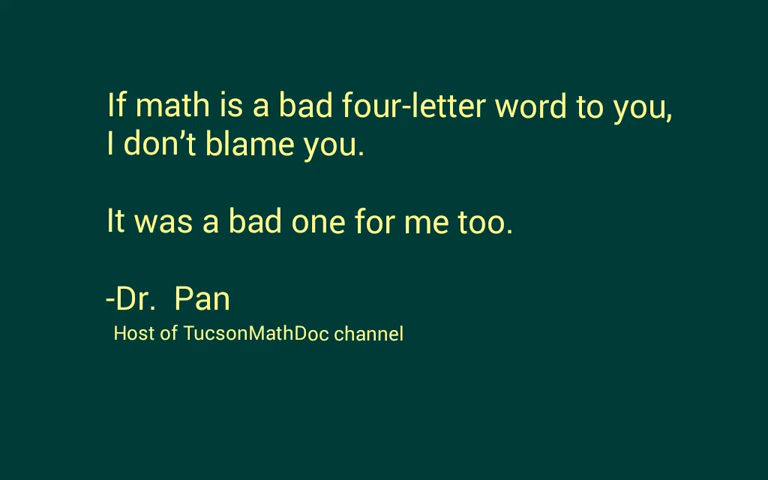 If math is a bad four-letter word to you,
I don't blame you.
It was a bad one for me too.
-Dr.  Pan
Host of TucsonMathDoc channel